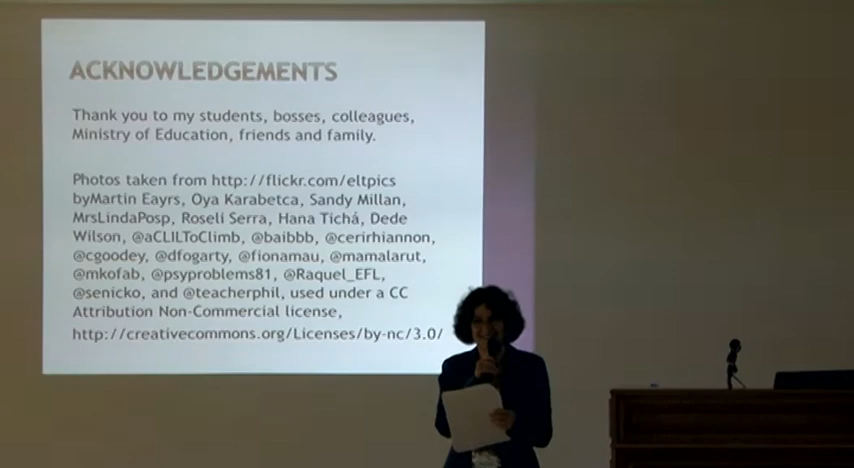 ACKNOWLEDGEMENTS
Thank you to my students, bosses, colleagues,
Ministry of Education, friends and family.
Photos taken from http://flickr.com/eltpics
byMartin Eayrs, Oya Karabetca, Sandy Millan,
MrsLindaPosp, Roseli Serra, Hana Tichá, Dede
Wilson, @aCLILToClimb, @baibbb, @cerirhiannon,
@cgoodey, @dfogarty, @fionamau, @mamalarut,
@mkofab, @psyproblems81, @Raquel_EFL,
@senicko, and @teacherphil, used under a CC
Attribution Non-Commercial license,
http://creativecommons.org/Licenses/by-nc/3.0/